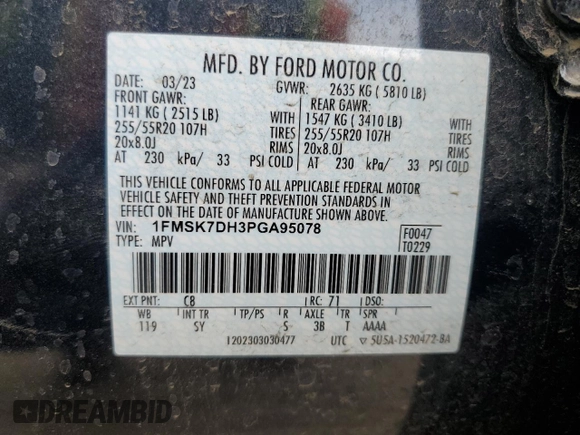 MFD. BY FORD MOTOR CO.
DATE: 03/23 GVWR: 2635 KG ( 5810 LB)
FRONT GAWR: REAR GAWR:
1141 KG ( 2515 LB) WITH 1547 KG ( 3410 LB) WITH
255/55R20 107H TIRES 255/55R20 107H TIRES
20x8.0J RIMS 20x8.0J RIMS
AT 230 kPa/ 33 PSI COLD AT 230 kPa/ 33 PSI COLD
THIS VEHICLE CONFORMS TO ALL APPLICABLE FEDERAL MOTOR
VEHICLE SAFETY AND THEFT PREVENTION STANDARDS IN
EFFECT ON THE DATE OF MANUFACTURE SHOWN ABOVE.
VIN: 1FMSK7DH3PGA95078 F0047
TYPE: MPV T0229
EXT PNT: C8 RC: 71 DSO:
WB INT TR TP/PS R AXLE TR SPR
119 SY S 3B T AAAA
1202303030477 UTC ▽ 5USA-1520472-BA
DREAMBID